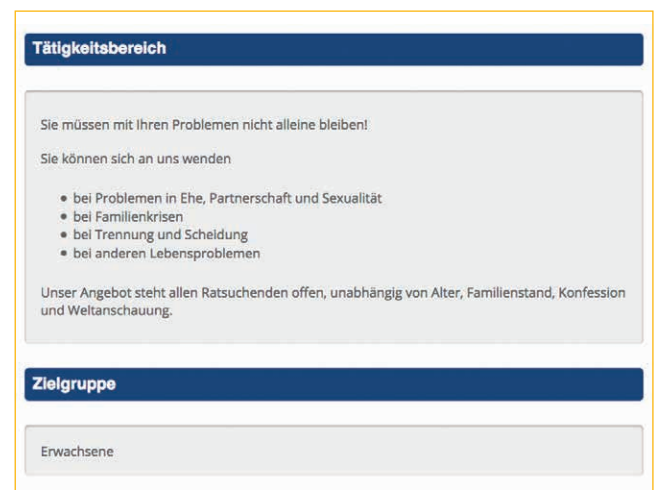 Tätigkeitsbereich
Sie müssen mit Ihren Problemen nicht alleine bleiben!
Sie können sich an uns wenden
• bei Problemen in Ehe, Partnerschaft und Sexualität
• bei Familienkrisen
• bei Trennung und Scheidung
• bei anderen Lebensproblemen
Unser Angebot steht allen Ratsuchenden offen, unabhängig von Alter, Familienstand, Konfession
und Weltanschauung.
Zielgruppe
Erwachsene